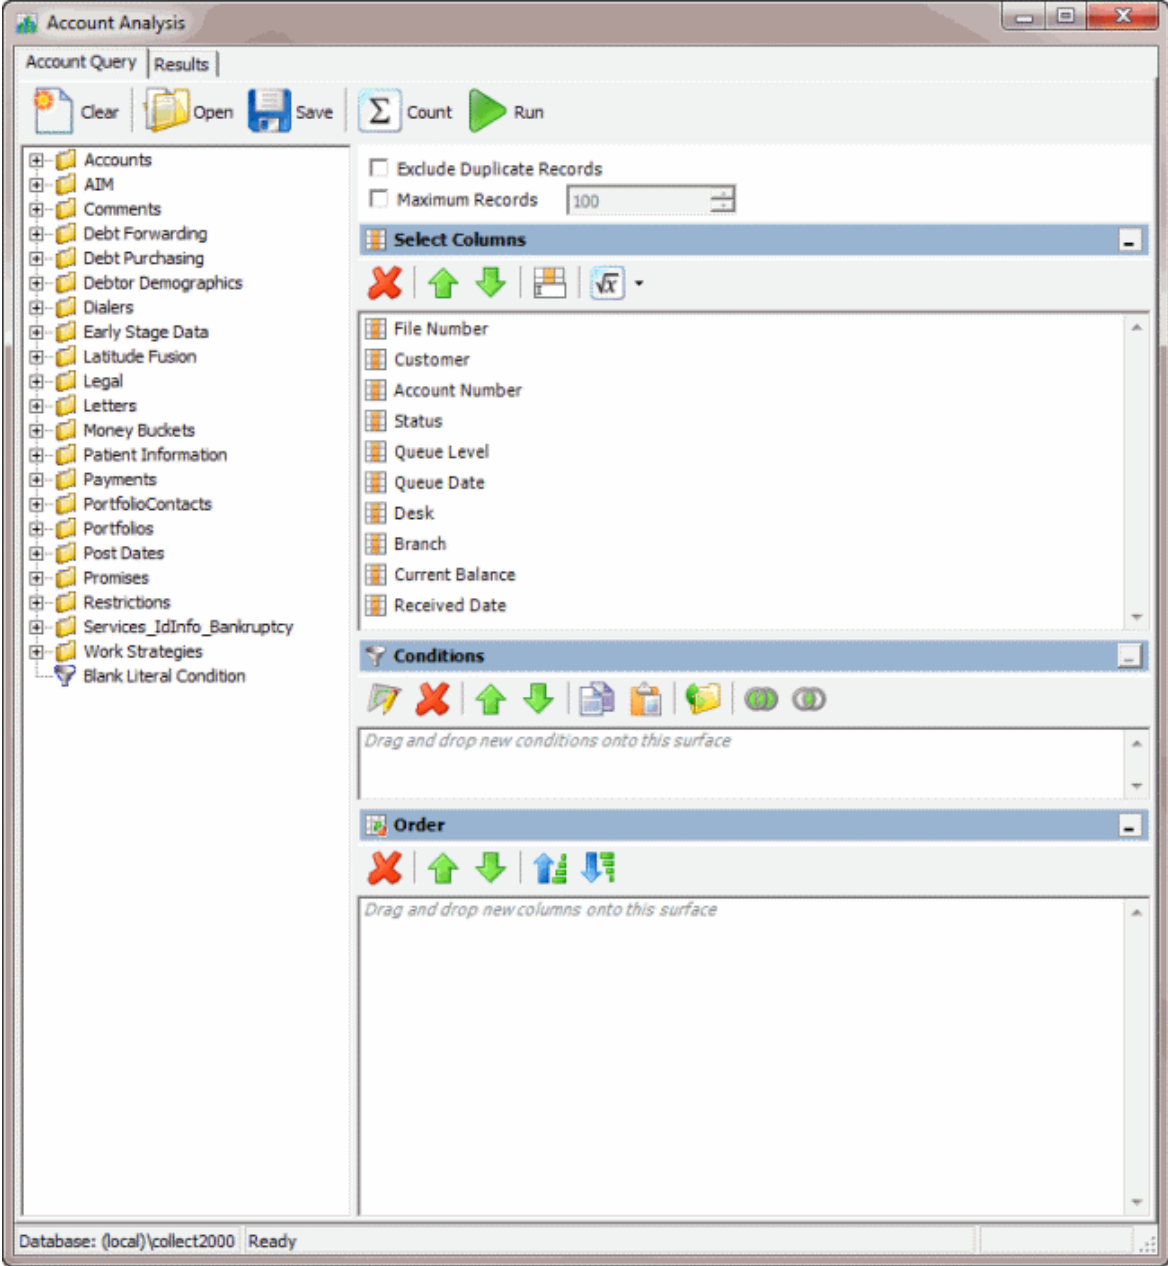 Account Analysis
Account Query Results
Clear Open Save Σ Count Run
Accounts
AIM
Comments
Debt Forwarding
Debt Purchasing
Debtor Demographics
Dialers
Early Stage Data
Latitude Fusion
Legal
Letters
Money Buckets
Patient Information
Payments
PortfolioContacts
Portfolios
Post Dates
Promises
Restrictions
Services_IdInfo_Bankruptcy
Work Strategies
Blank Literal Condition
Exclude Duplicate Records
Maximum Records 100
Select Columns
√x
File Number
Customer
Account Number
Status
Queue Level
Queue Date
Desk
Branch
Current Balance
Received Date
Conditions
Drag and drop new conditions onto this surface
Order
Drag and drop new columns onto this surface
Database: (local)\collect2000 Ready